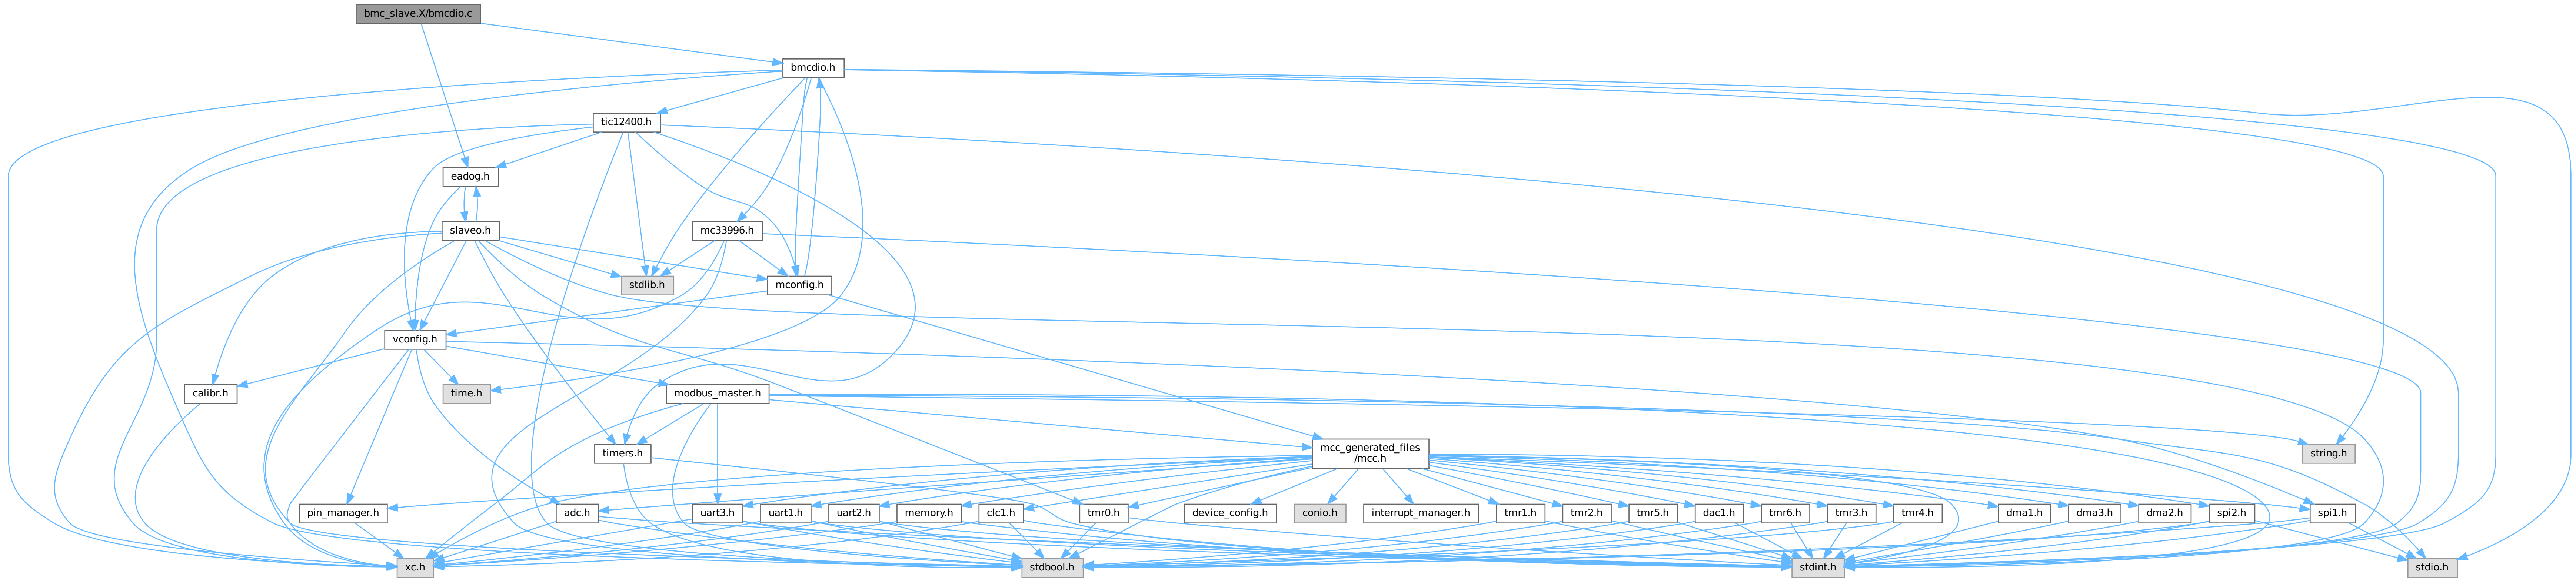 bmc_slave.X/bmcdio.c
bmcdio.h
tic12400.h
eadog.h
slaveo.h
mc33996.h
stdlib.h
mconfig.h
vconfig.h
calibr.h
time.h
modbus_master.h
timers.h
mcc_generated_files
/mcc.h
string.h
pin_manager.h
adc.h
uart3.h
uart1.h
uart2.h
memory.h
clc1.h
tmr0.h
device_config.h
conio.h
interrupt_manager.h
tmr1.h
tmr2.h
tmr5.h
dac1.h
tmr6.h
tmr3.h
tmr4.h
dma1.h
dma3.h
dma2.h
spi2.h
spi1.h
xc.h
stdbool.h
stdint.h
stdio.h